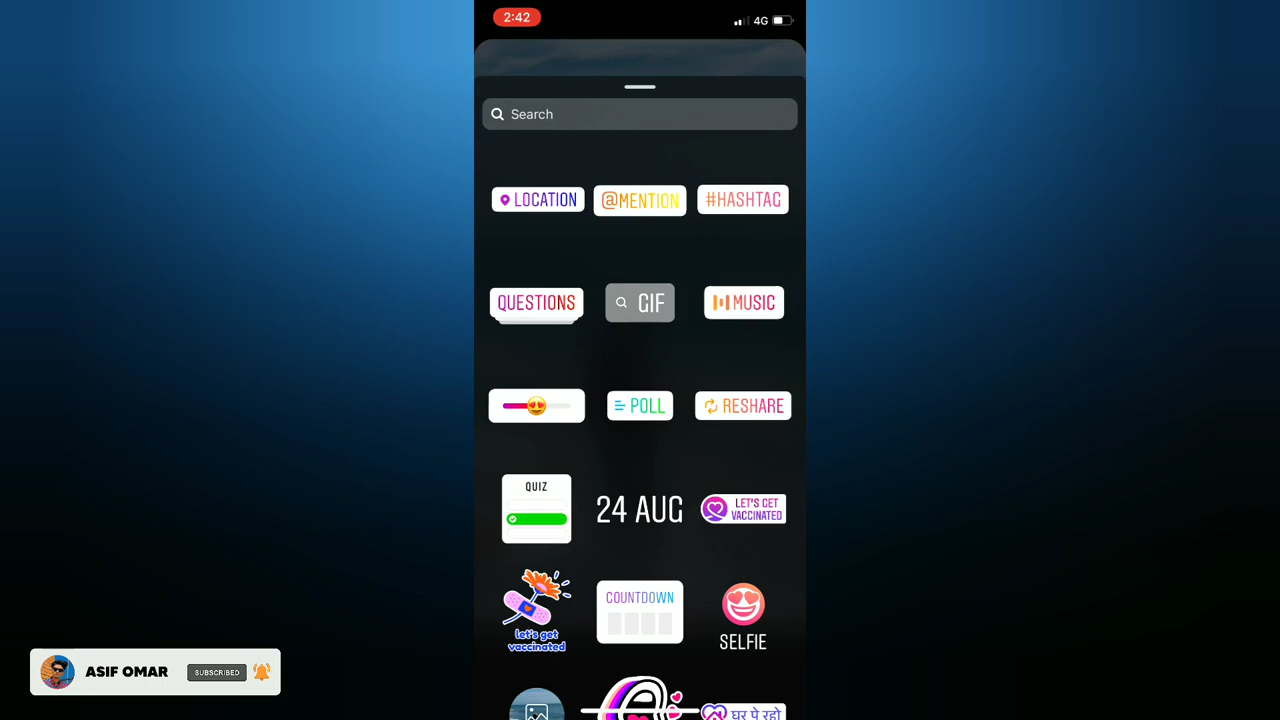 2:42
4G
Search
LOCATION
@MENTION
#HASHTAG
QUESTIONS
GIF
MUSIC
POLL
RESHARE
QUIZ
24 AUG
LET'S GET
VACCINATED
let's get
vaccinated
COUNTDOWN
SELFIE
घर पे रहो
ASIF OMAR
SUBSCRIBED